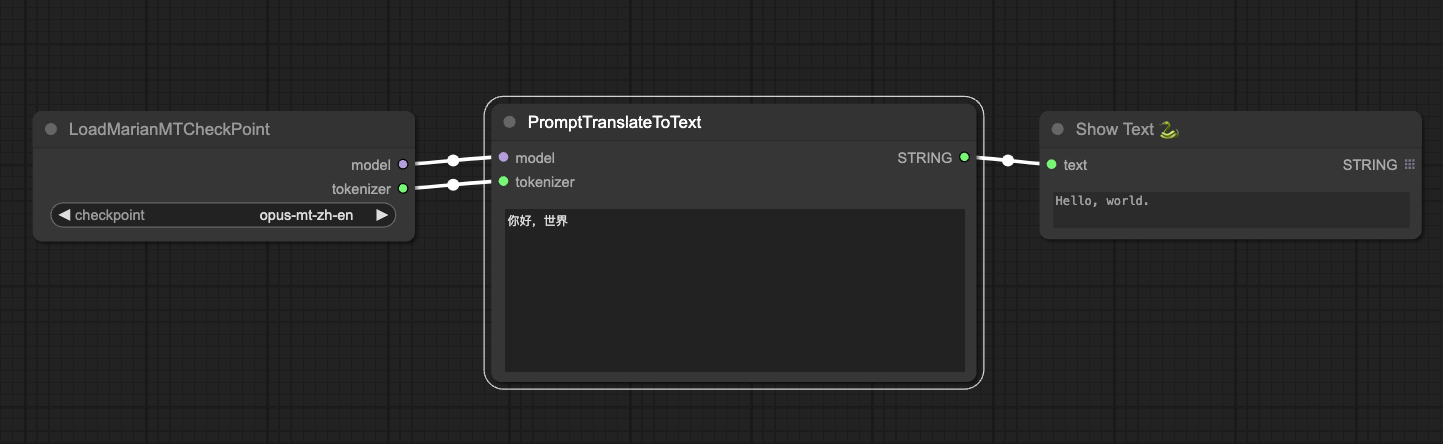 LoadMarianMTCheckPoint
model
tokenizer
checkpoint opus-mt-zh-en
PromptTranslateToText
model STRING
tokenizer
你好，世界
Show Text 🐍
text STRING
Hello, world.